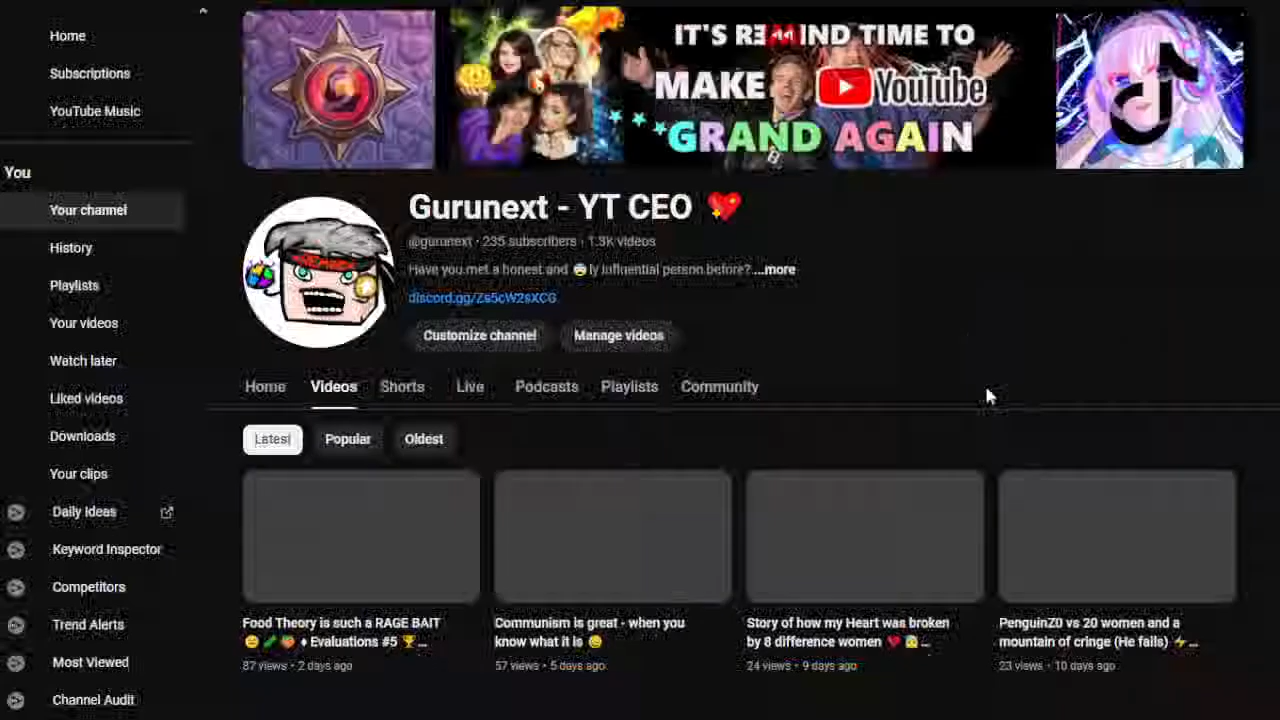 Home
Subscriptions
YouTube Music
You
Your channel
History
Playlists
Your videos
Watch later
Liked videos
Downloads
Your clips
Daily Ideas
Keyword Inspector
Competitors
Trend Alerts
Most Viewed
Channel Audit
IT'S REWIND TIME TO
MAKE YouTube
GRAND AGAIN
Gurunext - YT CEO
@gurunext • 235 subscribers • 1.3K videos
Have you met a honest and ly influential person before? ...more
discord.gg/Zs5cW2sXCG
Customize channel
Manage videos
Home Videos Shorts Live Podcasts Playlists Community
Latest Popular Oldest
Food Theory is such a RAGE BAIT
♦ Evaluations #5 ...
87 views • 2 days ago
Communism is great - when you
know what it is
57 views • 5 days ago
Story of how my Heart was broken
by 8 difference women ...
24 views • 9 days ago
PenguinZ0 vs 20 women and a
mountain of cringe (He fails) ...
23 views • 10 days ago